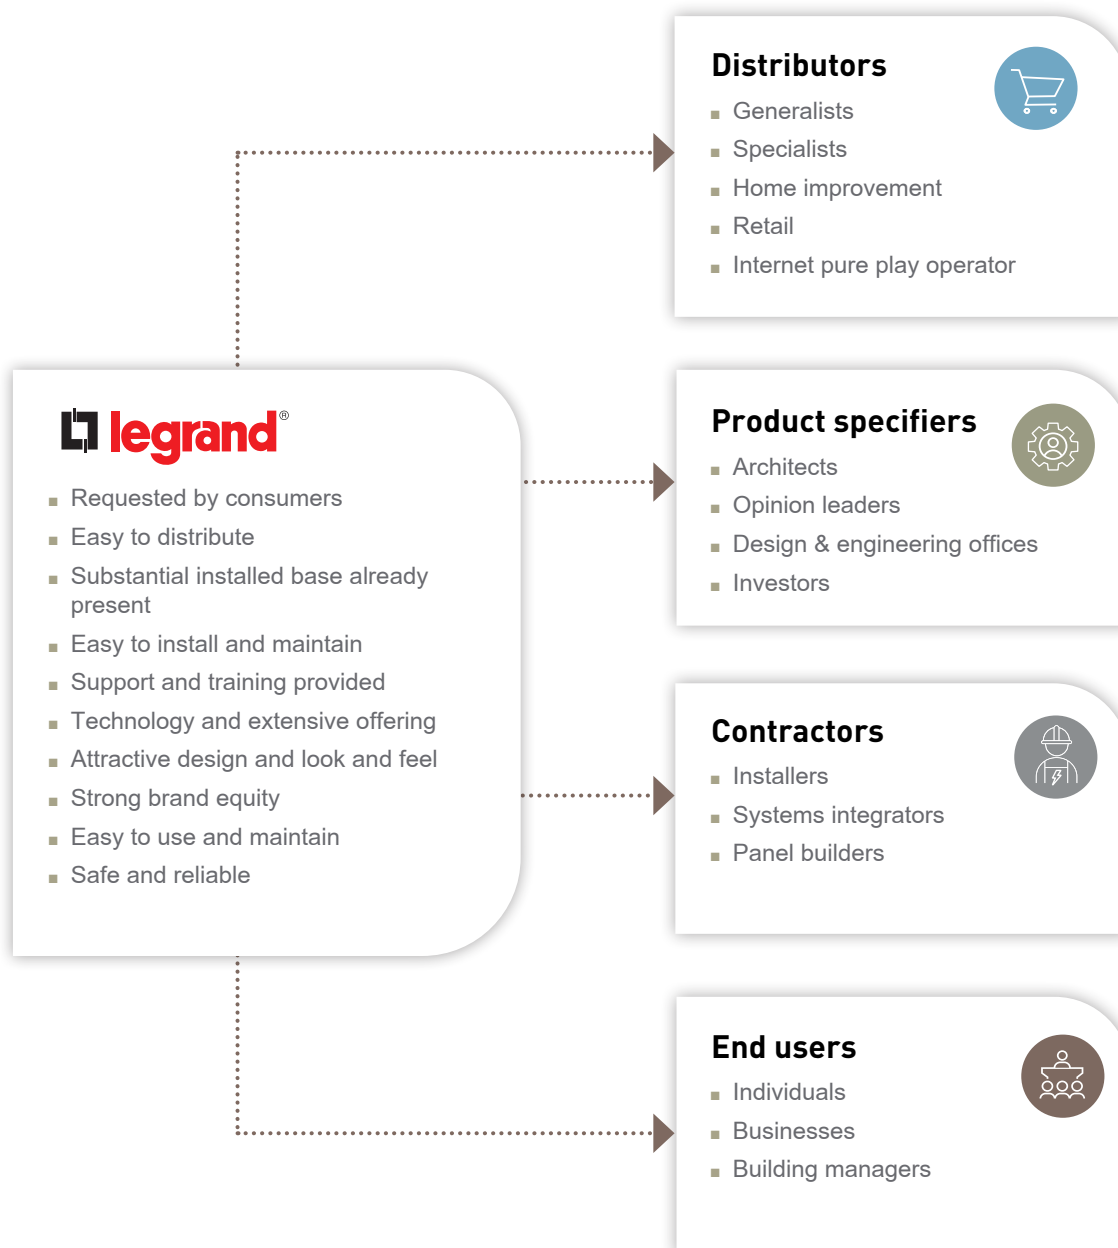 Distributors
Generalists
Specialists
Home improvement
Retail
Internet pure play operator
legrand®
Requested by consumers
Easy to distribute
Substantial installed base already
present
Easy to install and maintain
Support and training provided
Technology and extensive offering
Attractive design and look and feel
Strong brand equity
Easy to use and maintain
Safe and reliable
Product specifiers
Architects
Opinion leaders
Design & engineering offices
Investors
Contractors
Installers
Systems integrators
Panel builders
End users
Individuals
Businesses
Building managers